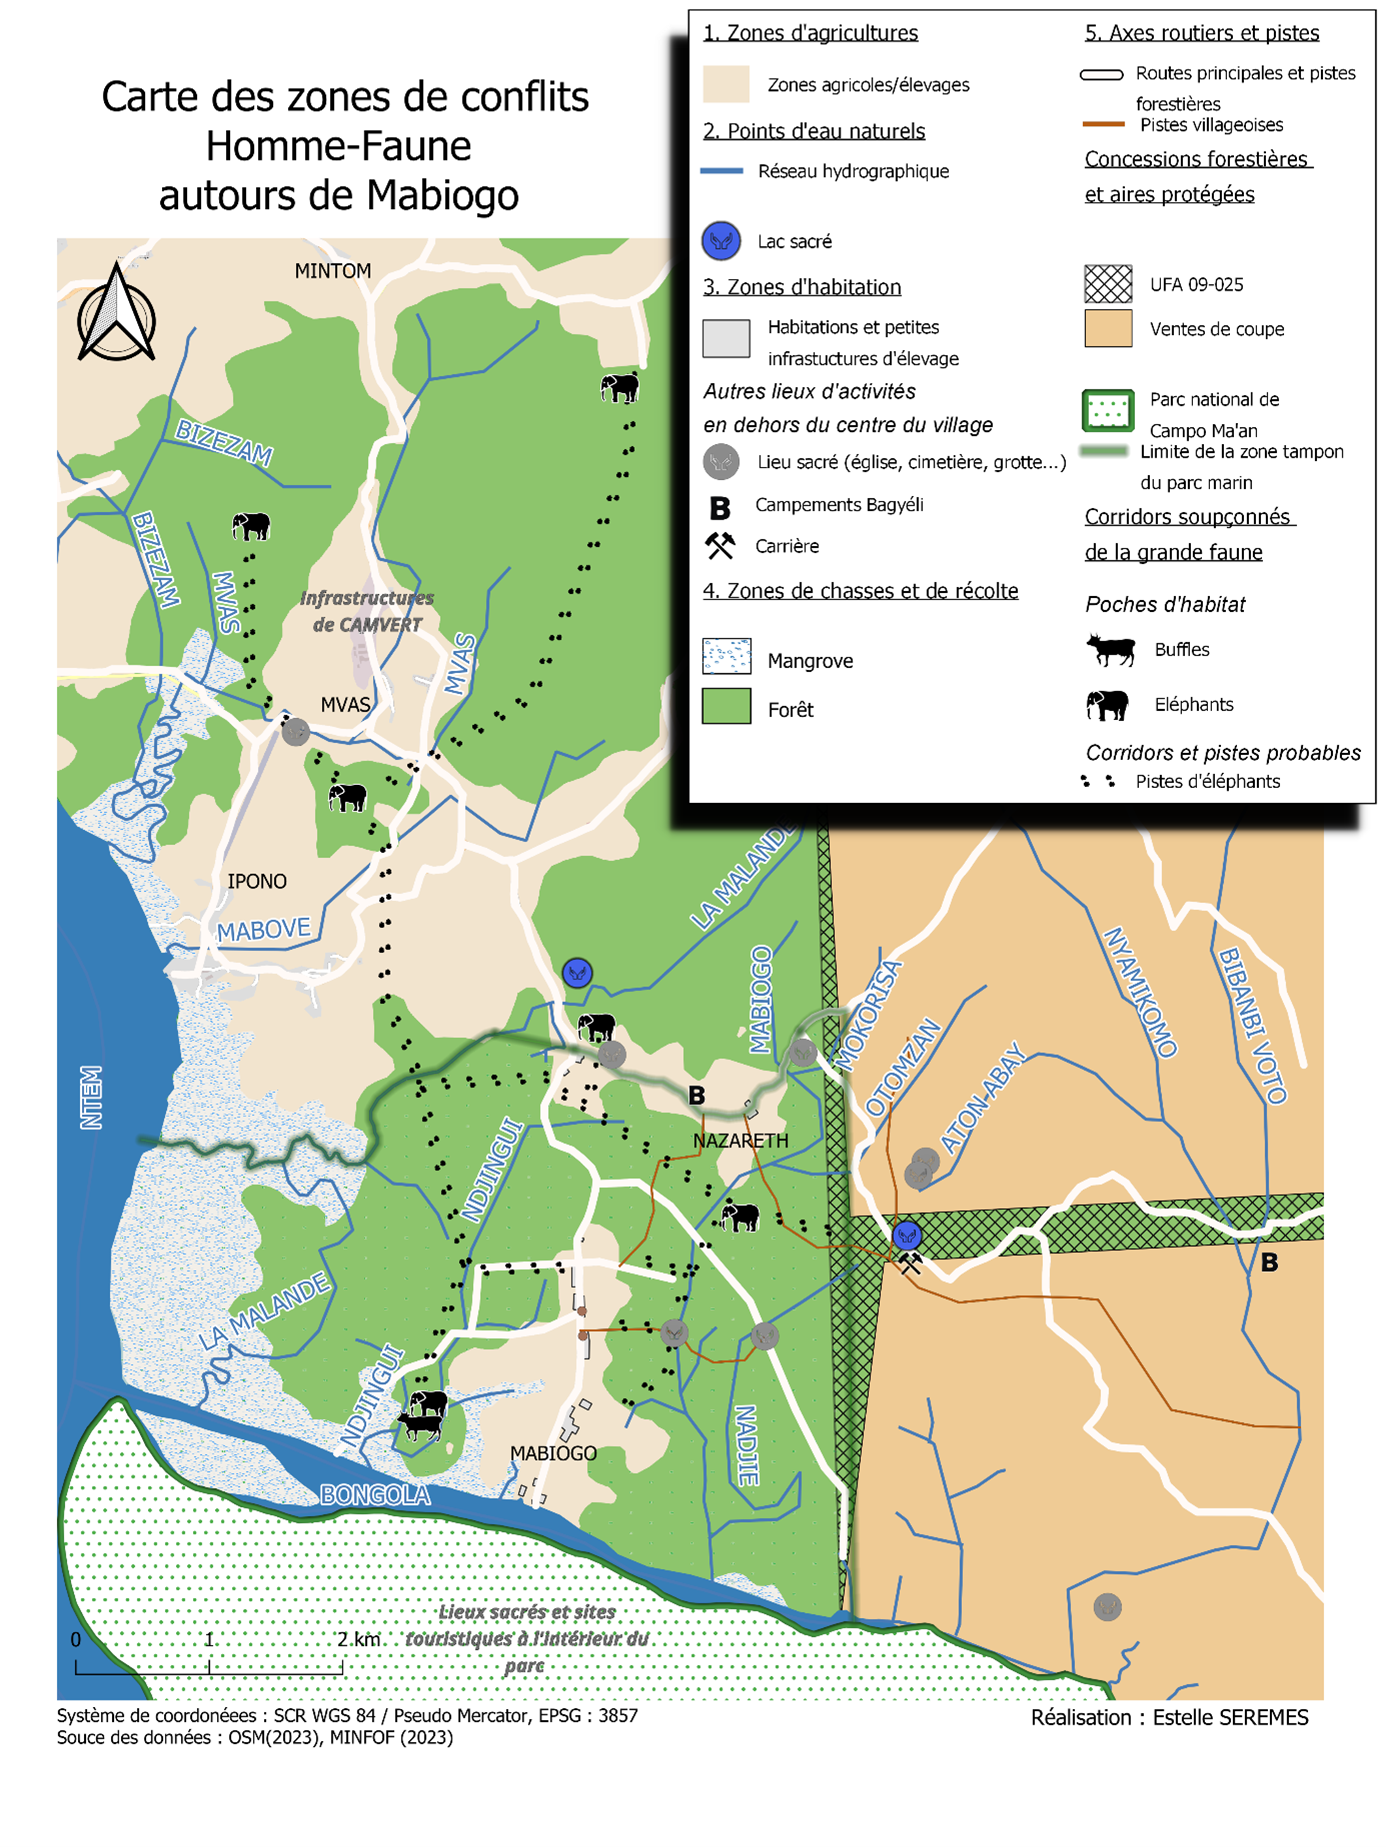 Carte des zones de conflits
Homme-Faune
autours de Mabiogo
1. Zones d'agricultures
Zones agricoles/élevages
2. Points d'eau naturels
Réseau hydrographique
Lac sacré
3. Zones d'habitation
Habitations et petites
infrastuctures d'élevage
Autres lieux d'activités
en dehors du centre du village
Lieu sacré (église, cimetière, grotte...)
B Campements Bagyéli
Carrière
4. Zones de chasses et de récolte
Mangrove
Forêt
5. Axes routiers et pistes
Routes principales et pistes
forestières
Pistes villageoises
Concessions forestières
et aires protégées
UFA 09-025
Ventes de coupe
Parc national de
Campo Ma'an
Limite de la zone tampon
du parc marin
Corridors soupçonnés
de la grande faune
Poches d'habitat
Buffles
Eléphants
Corridors et pistes probables
Pistes d'éléphants
MINTOM
BIZEZAM
BIZEZAM
MVAS
Infrastructures
de CAMVERT
MVAS
MVAS
IPONO
MABOVE
LA MALANDE
MABIOGO
MOKORISA
OTOMZAN
ATON-ABAY
NYAMIKOMO
BIBANBI VOTO
NTEM
B
NAZARETH
NDJINGUI
B
LA MALANDE
NDJINGUI
MABIOGO
NADJIE
BONGOLA
Lieux sacrés et sites
touristiques à l'intérieur du
parc
0 1 2 km
Système de coordonéees : SCR WGS 84 / Pseudo Mercator, EPSG : 3857
Souce des données : OSM(2023), MINFOF (2023)
Réalisation : Estelle SEREMES